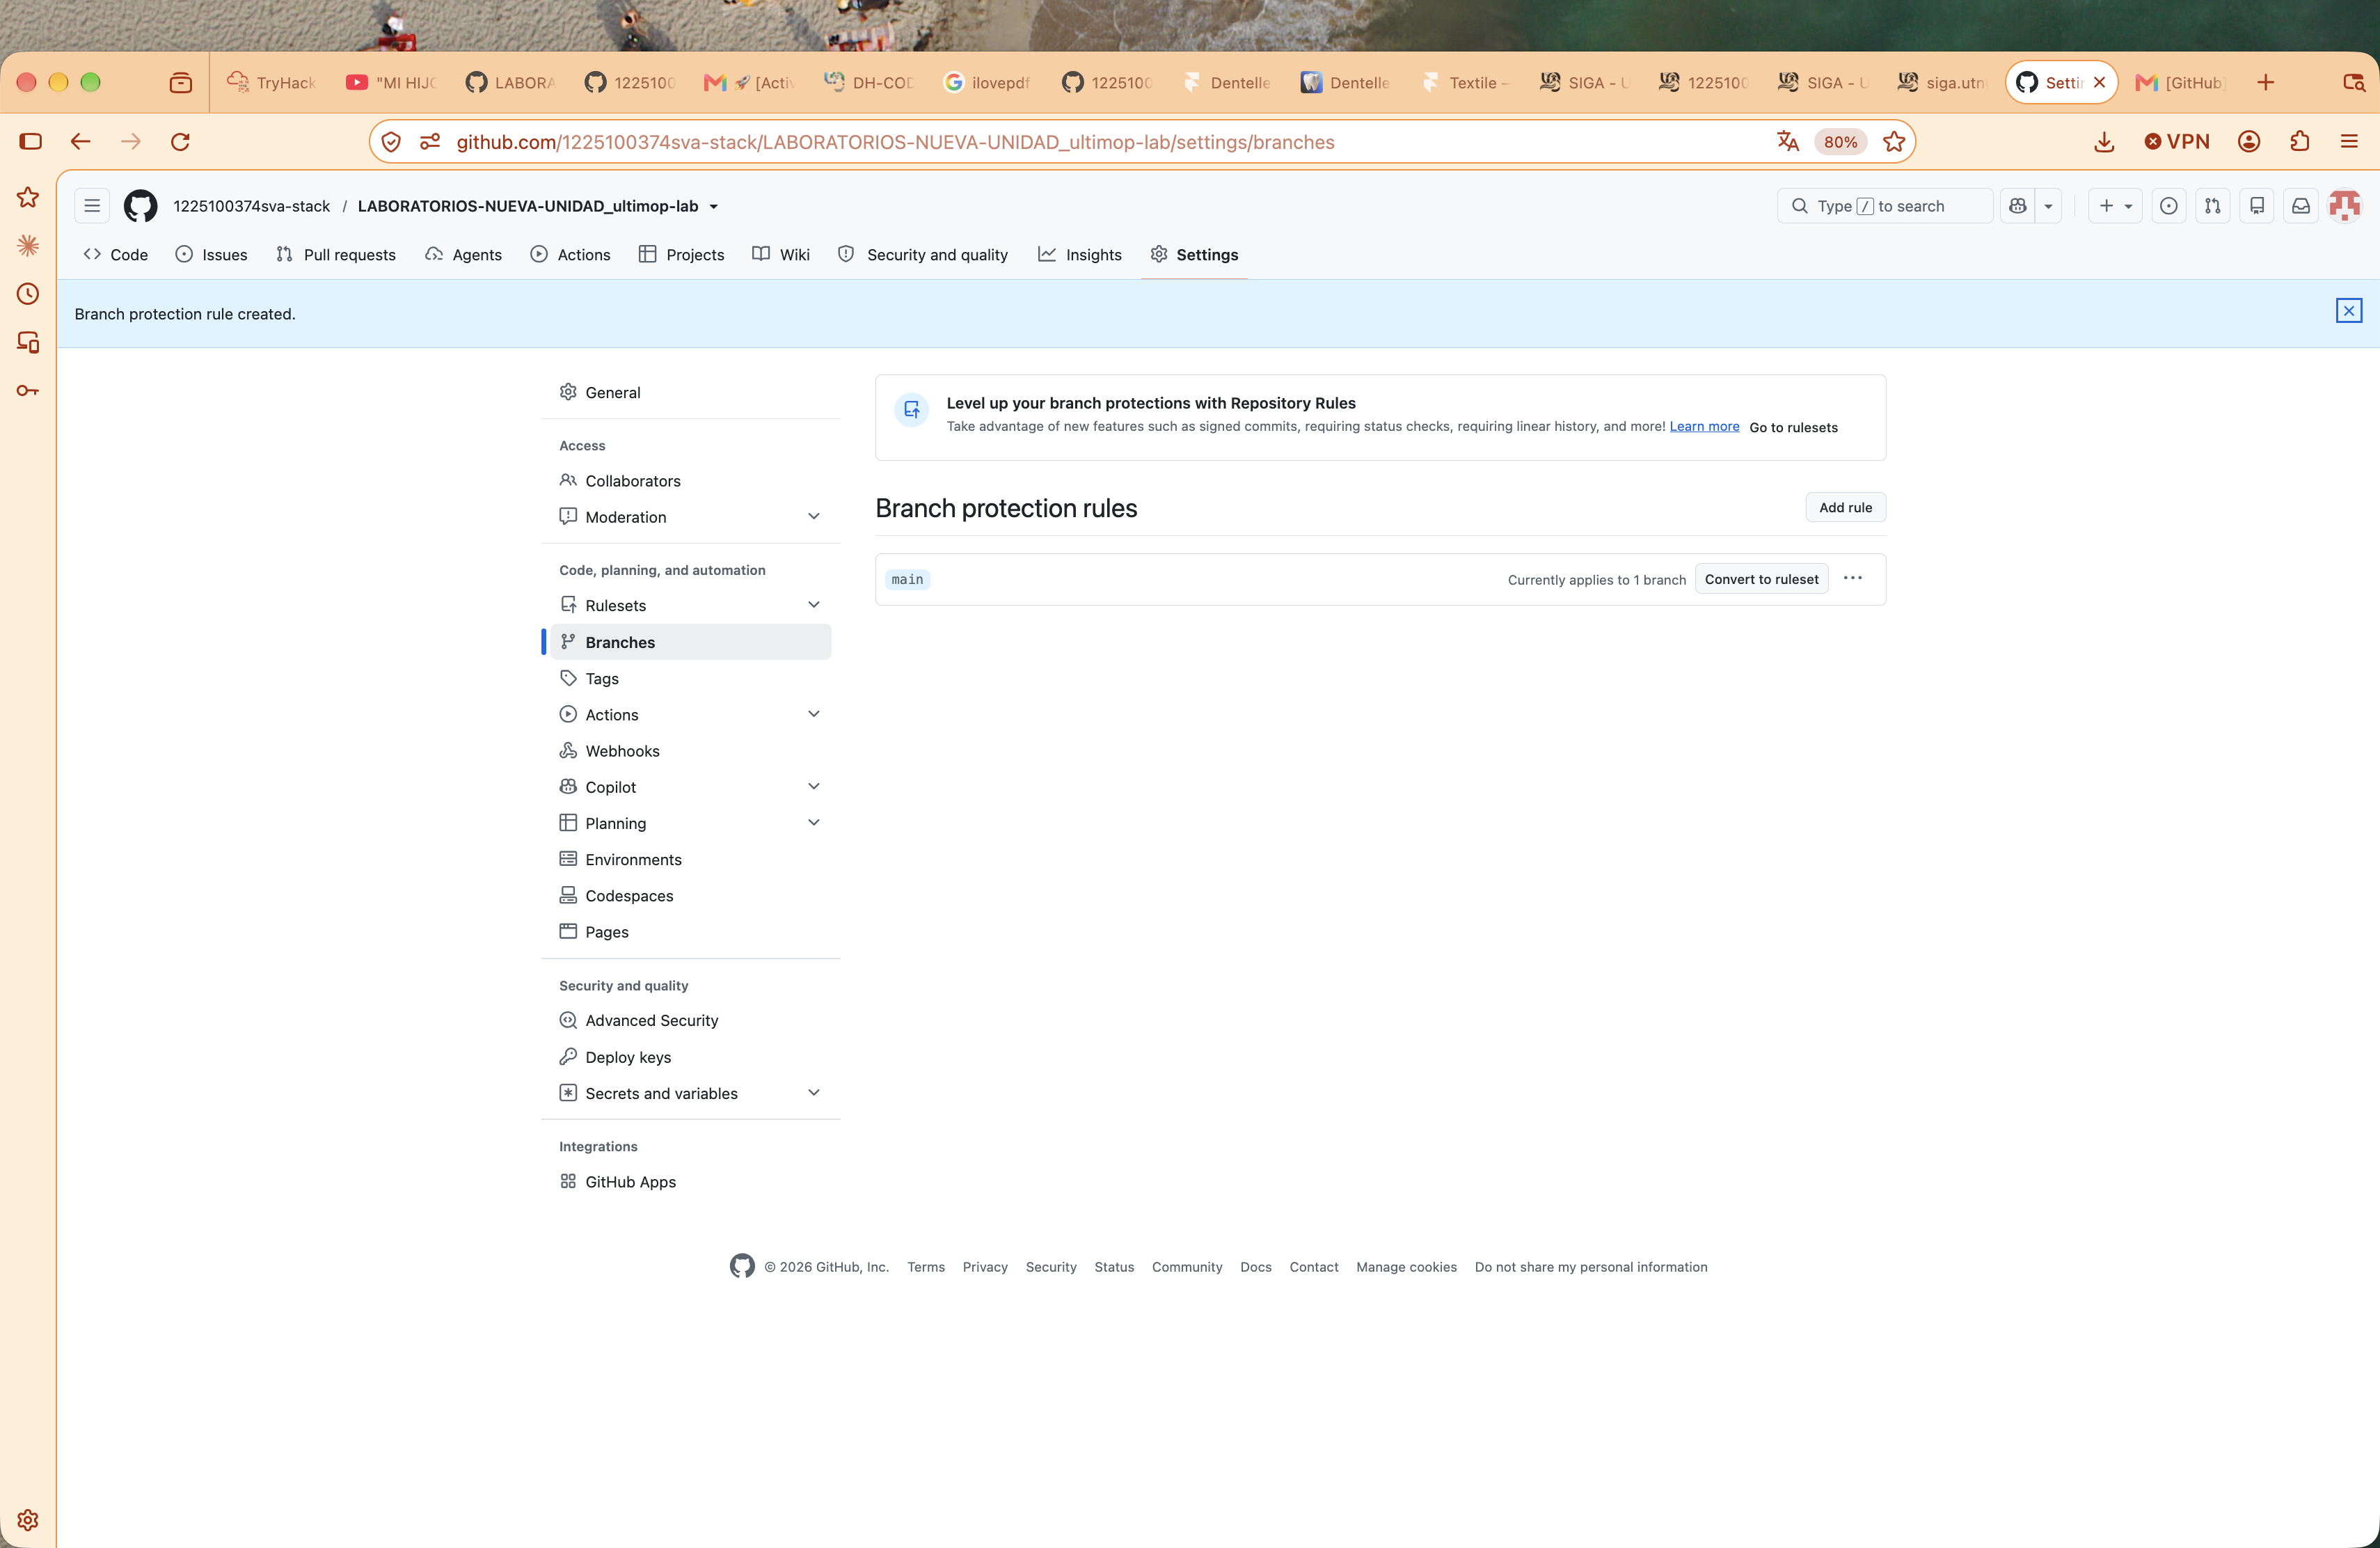 TryHack
"MI HIJO
LABORA
1225100
[Activ
DH-COD
ilovepdf
1225100
Dentelle
Dentelle
Textile –
SIGA - U
1225100
SIGA - U
siga.utn
Settin
[GitHub]
github.com/1225100374sva-stack/LABORATORIOS-NUEVA-UNIDAD_ultimop-lab/settings/branches
80%
VPN
1225100374sva-stack / LABORATORIOS-NUEVA-UNIDAD_ultimop-lab
Type / to search
Code
Issues
Pull requests
Agents
Actions
Projects
Wiki
Security and quality
Insights
Settings
Branch protection rule created.
General
Access
Collaborators
Moderation
Code, planning, and automation
Rulesets
Branches
Tags
Actions
Webhooks
Copilot
Planning
Environments
Codespaces
Pages
Security and quality
Advanced Security
Deploy keys
Secrets and variables
Integrations
GitHub Apps
Level up your branch protections with Repository Rules
Take advantage of new features such as signed commits, requiring status checks, requiring linear history, and more! Learn more Go to rulesets
Branch protection rules
Add rule
main
Currently applies to 1 branch
Convert to ruleset
© 2026 GitHub, Inc. Terms Privacy Security Status Community Docs Contact Manage cookies Do not share my personal information